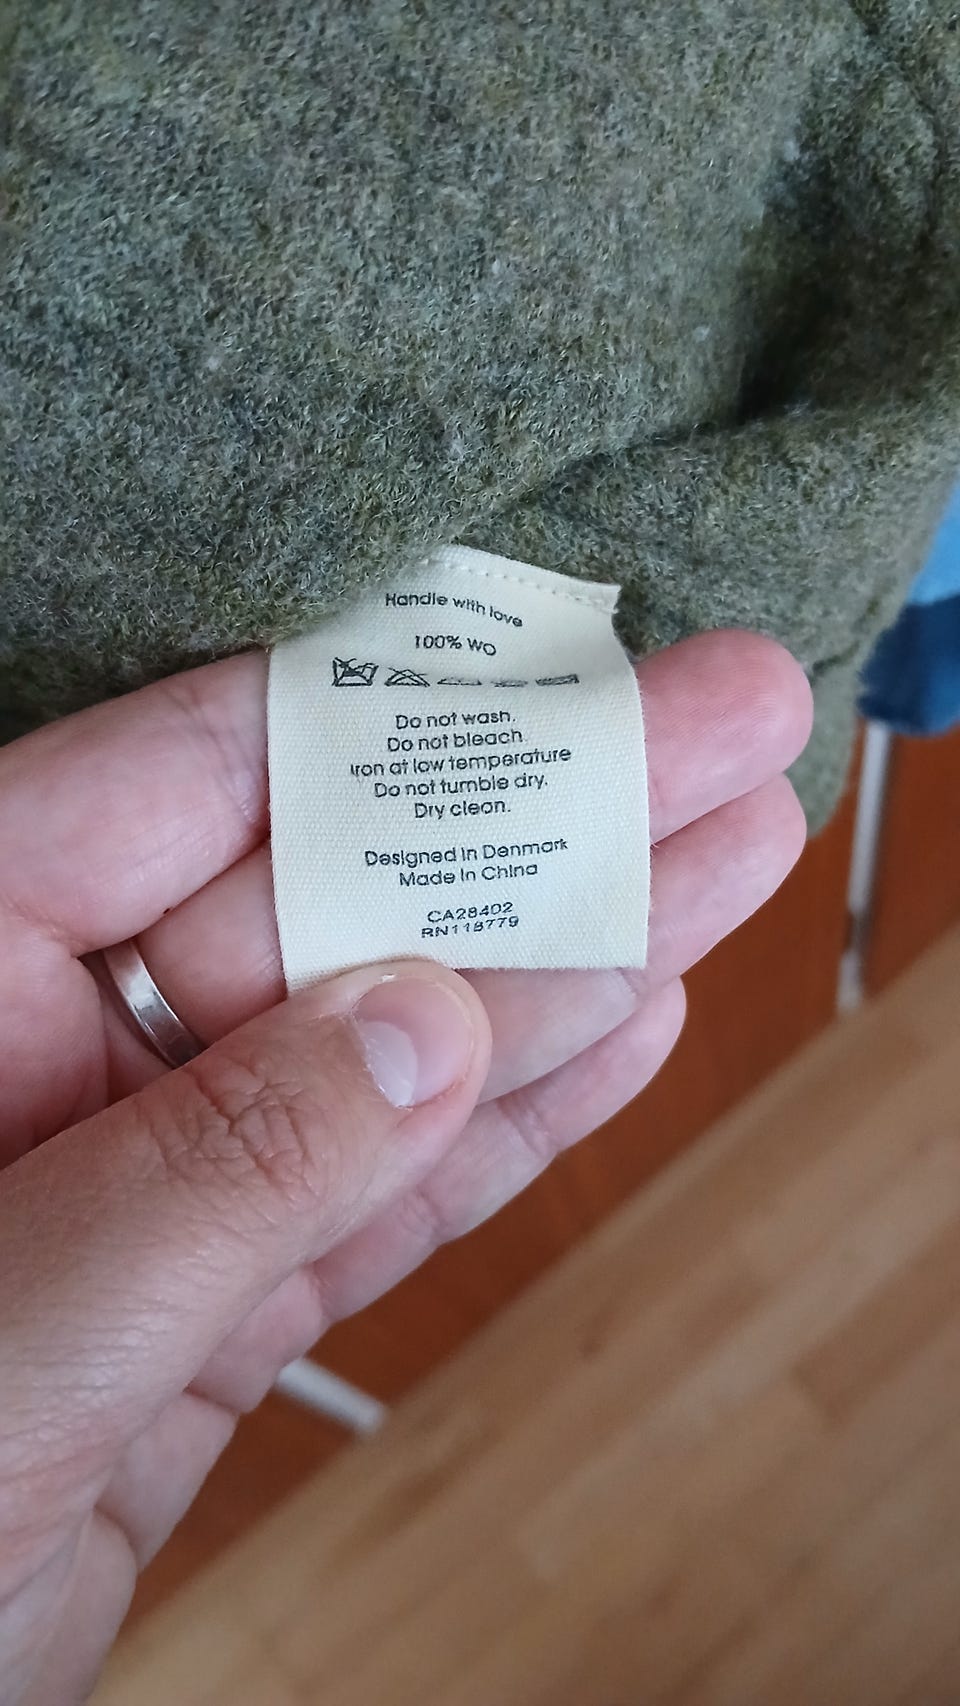 Handle with love
100% WO
Do not wash.
Do not bleach
Iron at low temperature
Do not tumble dry.
Dry clean.
Designed in Denmark
Made in China
CA28402
RN118779